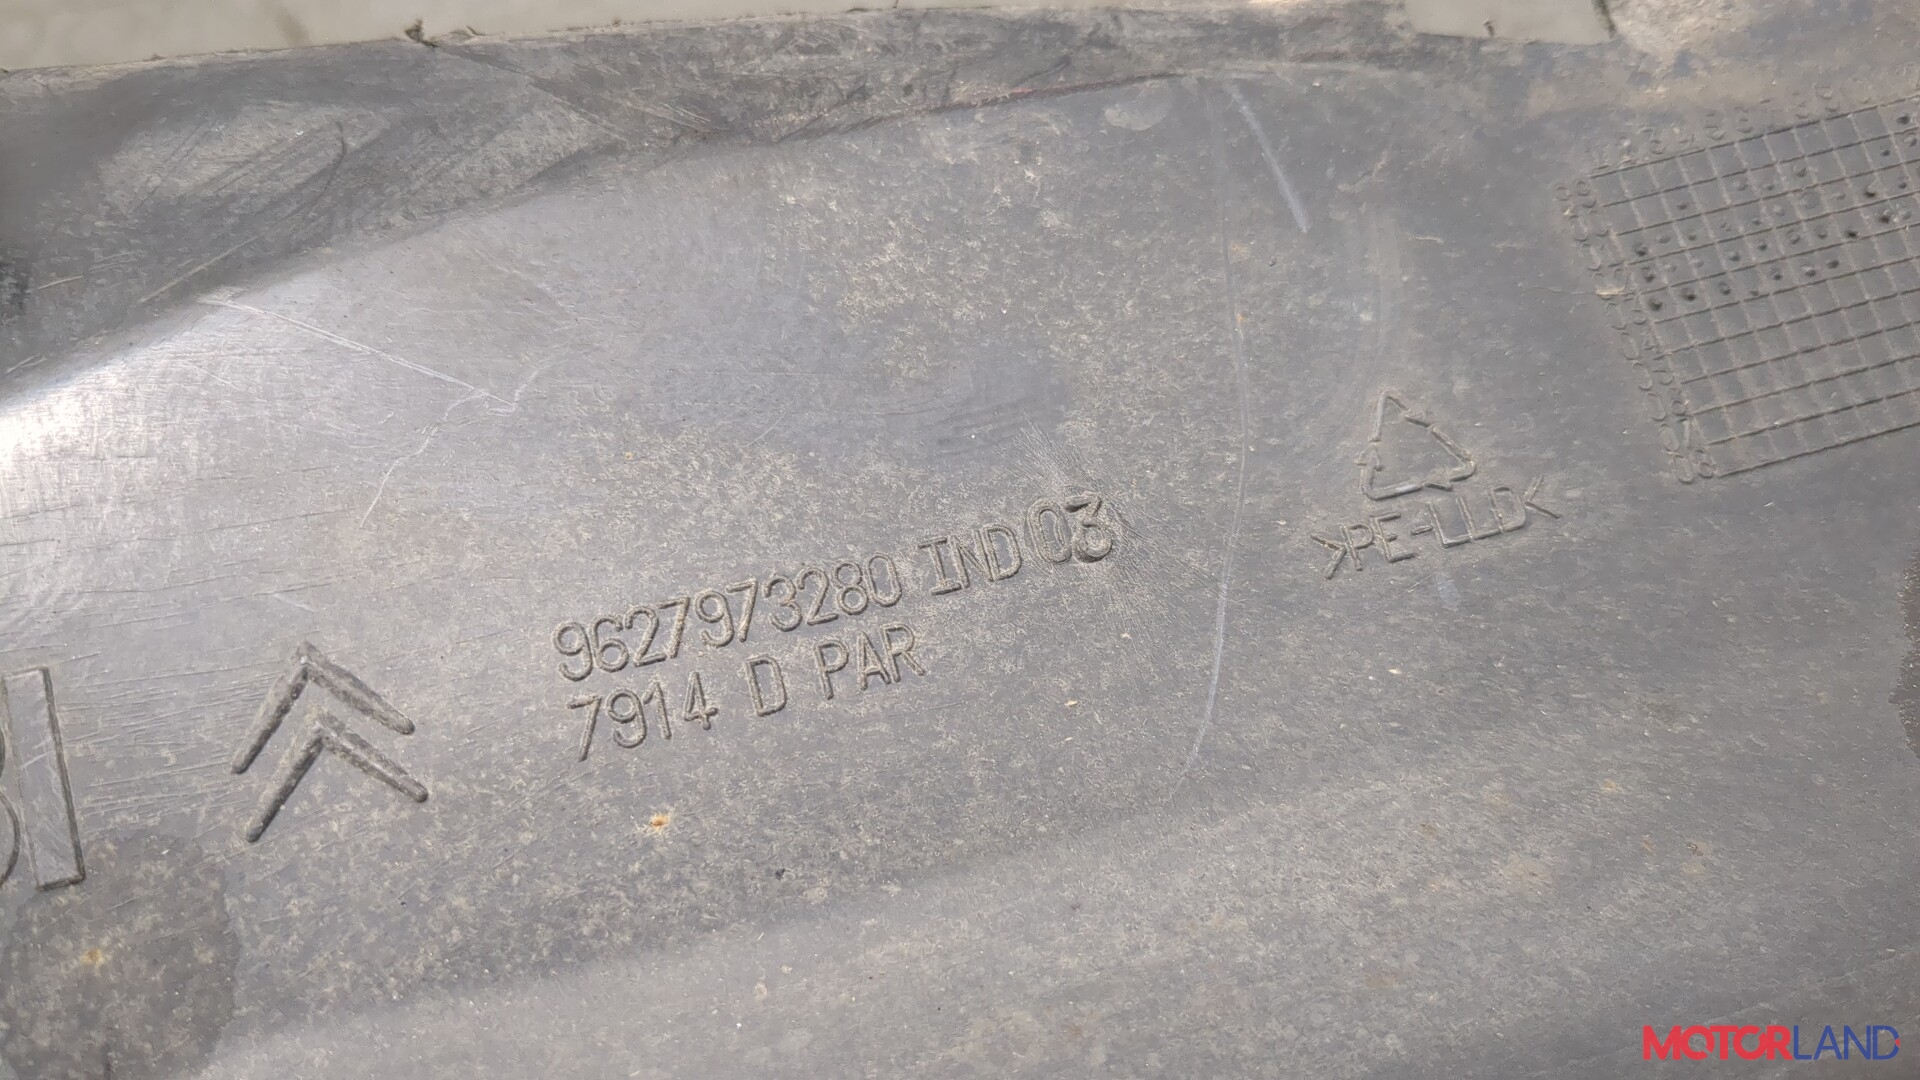 9627973280 IND 03
7914 D PAR
>PE-LLD<
MOTORLAND